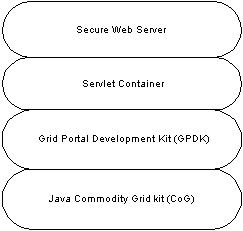 Secure Web Server
Servlet Container
Grid Portal Development Kit (GPDK)
Java Commodity Grid kit (CoG)